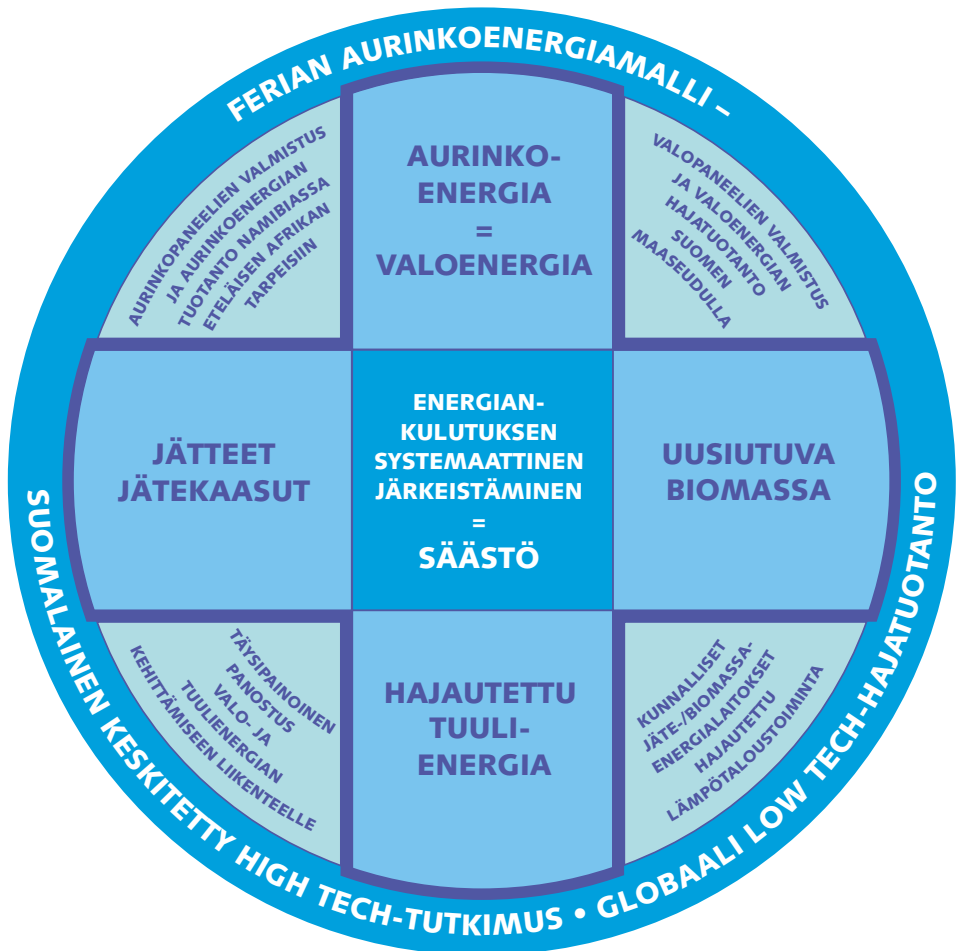 FERIAN AURINKOENERGIAMALLI –
AURINKOPANEELIEN VALMISTUS
JA AURINKOENERGIAN
TUOTANTO NAMIBIASSA
ETELÄISEN AFRIKAN
TARPEISIIN
AURINKO-
ENERGIA
=
VALOENERGIA
VALOPANEELIEN VALMISTUS
JA VALOENERGIAN
HAJATUOTANTO
SUOMEN
MAASEUDULLA
JÄTTEET
JÄTEKAASUT
ENERGIAN-
KULUTUKSEN
SYSTEMAATTINEN
JÄRKEISTÄMINEN
=
SÄÄSTÖ
UUSIUTUVA
BIOMASSA
TÄYSIPAINOINEN
PANOSTUS
VALO- JA
TUULIENERGIAN
KEHITTÄMISEEN LIIKENTEELLE
HAJAUTETTU
TUULI-
ENERGIA
KUNNALLISET
JÄTE-/BIOMASSA-
ENERGIALAITOKSET
HAJAUTETTU
LÄMPÖTALOUSTOIMINTA
SUOMALAINEN KESKITETTY HIGH TECH-TUTKIMUS • GLOBAALI LOW TECH-HAJATUOTANTO